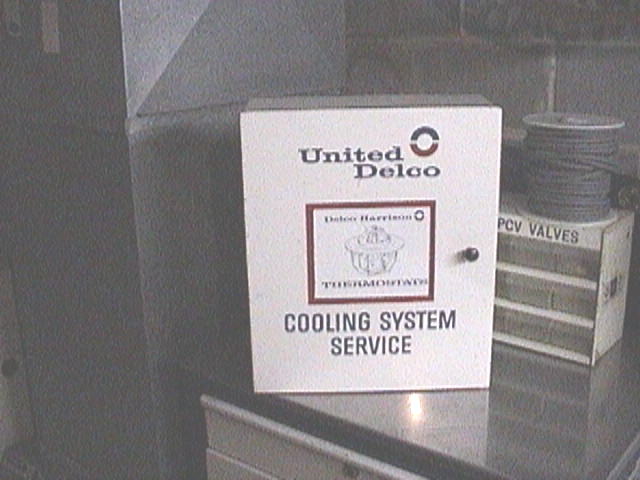 United
Delco
Delco Harrison
THERMOSTATS
COOLING SYSTEM
SERVICE
PCV VALVES